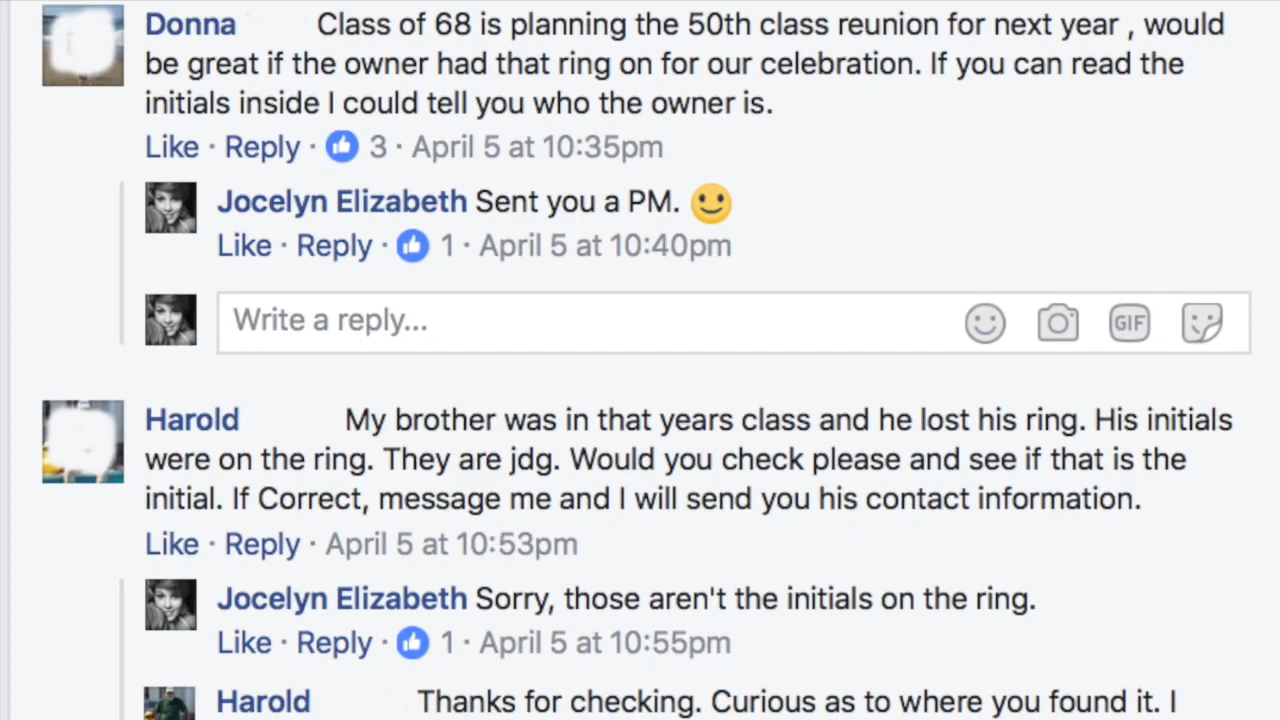 Donna Class of 68 is planning the 50th class reunion for next year , would
be great if the owner had that ring on for our celebration. If you can read the
initials inside I could tell you who the owner is.
Like · Reply · 3 · April 5 at 10:35pm
Jocelyn Elizabeth Sent you a PM. 🙂
Like · Reply · 1 · April 5 at 10:40pm
Write a reply...
GIF
Harold My brother was in that years class and he lost his ring. His initials
were on the ring. They are jdg. Would you check please and see if that is the
initial. If Correct, message me and I will send you his contact information.
Like · Reply · April 5 at 10:53pm
Jocelyn Elizabeth Sorry, those aren't the initials on the ring.
Like · Reply · 1 · April 5 at 10:55pm
Harold Thanks for checking. Curious as to where you found it. I